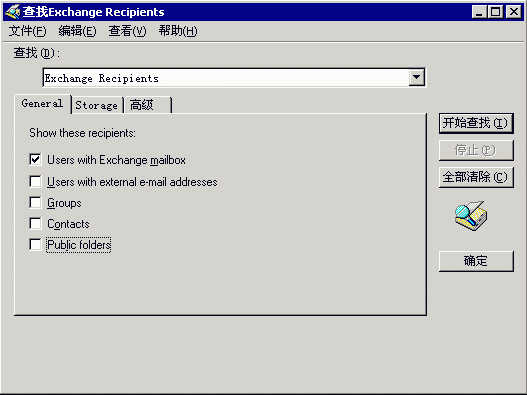 查找Exchange Recipients
文件(F) 编辑(E) 查看(V) 帮助(H)
查找(D):
Exchange Recipients
General Storage 高级
Show these recipients:
Users with Exchange mailbox
Users with external e-mail addresses
Groups
Contacts
Public folders
开始查找(I)
停止(P)
全部清除(C)
确定